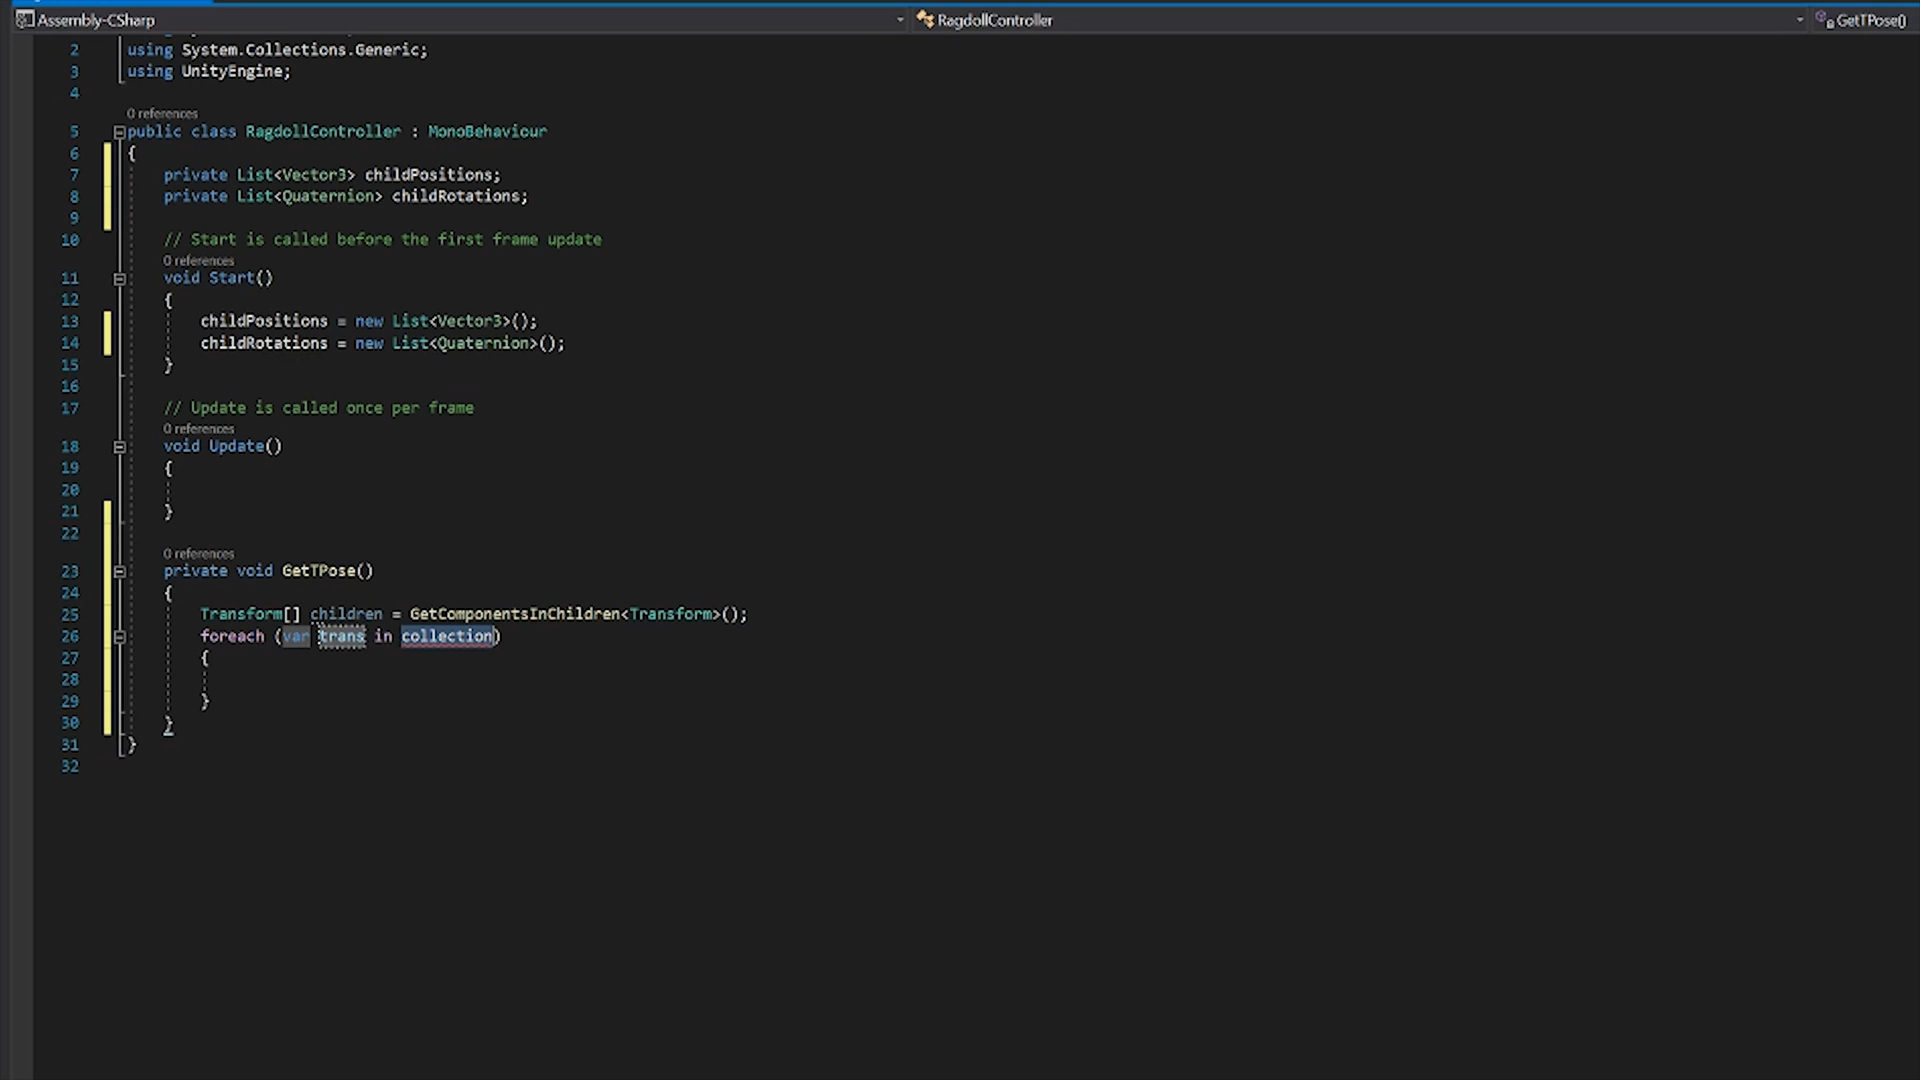 Assembly-CSharp RagdollController GetTPose()
2 using System.Collections.Generic;
3 using UnityEngine;
4
0 references
5 public class RagdollController : MonoBehaviour
6 {
7 private List<Vector3> childPositions;
8 private List<Quaternion> childRotations;
9
10 // Start is called before the first frame update
0 references
11 void Start()
12 {
13 childPositions = new List<Vector3>();
14 childRotations = new List<Quaternion>();
15 }
16
17 // Update is called once per frame
0 references
18 void Update()
19 {
20
21 }
22
0 references
23 private void GetTPose()
24 {
25 Transform[] children = GetComponentsInChildren<Transform>();
26 foreach (var trans in collection)
27 {
28
29 }
30 }
31 }
32